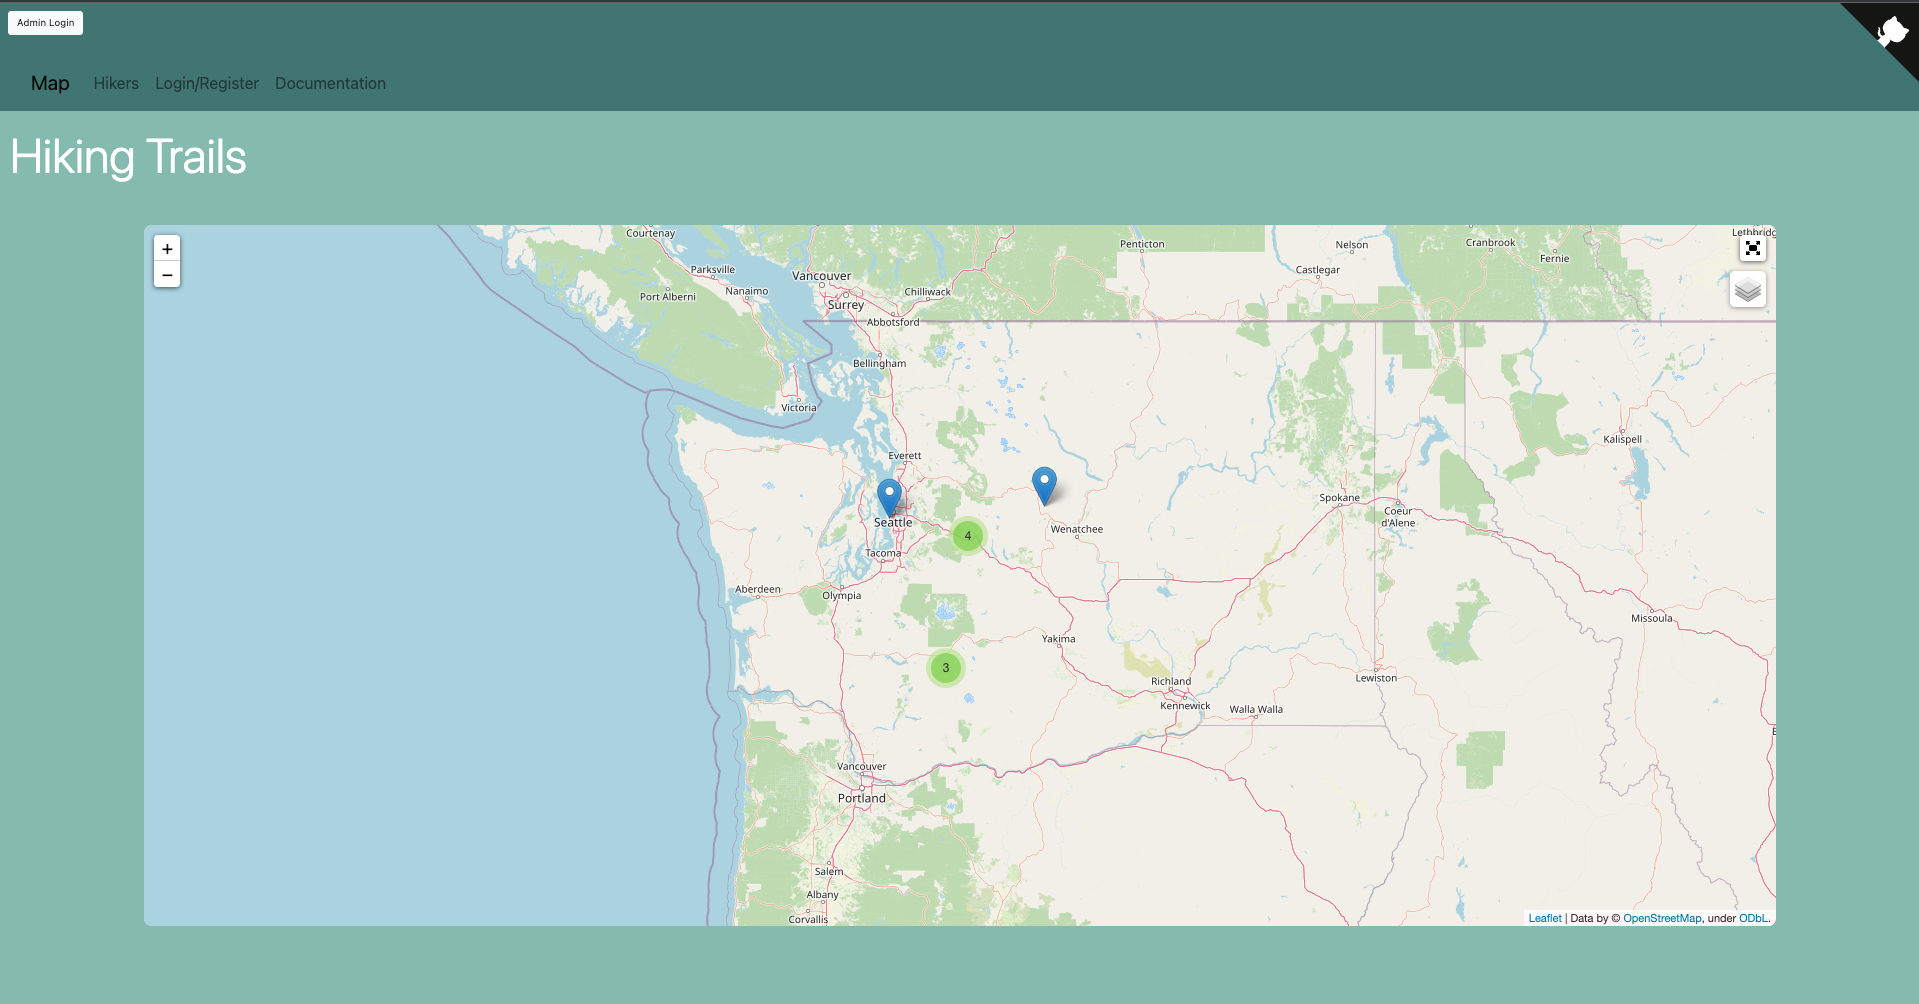 Admin Login
Map Hikers Login/Register Documentation
Hiking Trails
+
−
Courtenay
Parksville
Port Alberni
Nanaimo
Vancouver
Surrey
Chilliwack
Abbotsford
Penticton
Nelson
Castlegar
Cranbrook
Fernie
Lethbridg
Bellingham
Victoria
Everett
Seattle
Tacoma
4
Wenatchee
Spokane
Coeur
d'Alene
Kalispell
Aberdeen
Olympia
Yakima
3
Richland
Kennewick
Walla Walla
Lewiston
Missoula
Vancouver
Portland
Salem
Albany
Corvallis
Leaflet | Data by © OpenStreetMap, under ODbL.